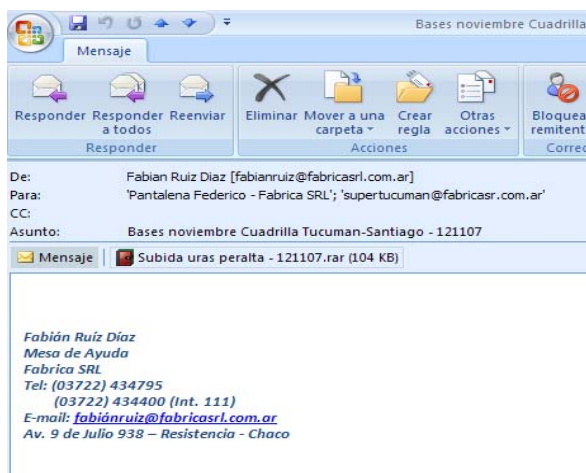 Bases noviembre Cuadrilla
Mensaje
Responder Responder a todos Reenviar Eliminar Mover a una carpeta Crear regla Otras acciones Bloquea remitent
Responder Acciones Correc
De: Fabian Ruiz Diaz [fabianruiz@fabricasrl.com.ar]
Para: 'Pantalena Federico - Fabrica SRL'; 'supertucuman@fabricasr.com.ar'
CC:
Asunto: Bases noviembre Cuadrilla Tucuman-Santiago - 121107
Mensaje Subida uras peralta - 121107.rar (104 KB)
Fabián Ruíz Díaz
Mesa de Ayuda
Fabrica SRL
Tel: (03722) 434795
(03722) 434400 (Int. 111)
E-mail: fabiánruiz@fabricasrl.com.ar
Av. 9 de Julio 938 – Resistencia - Chaco